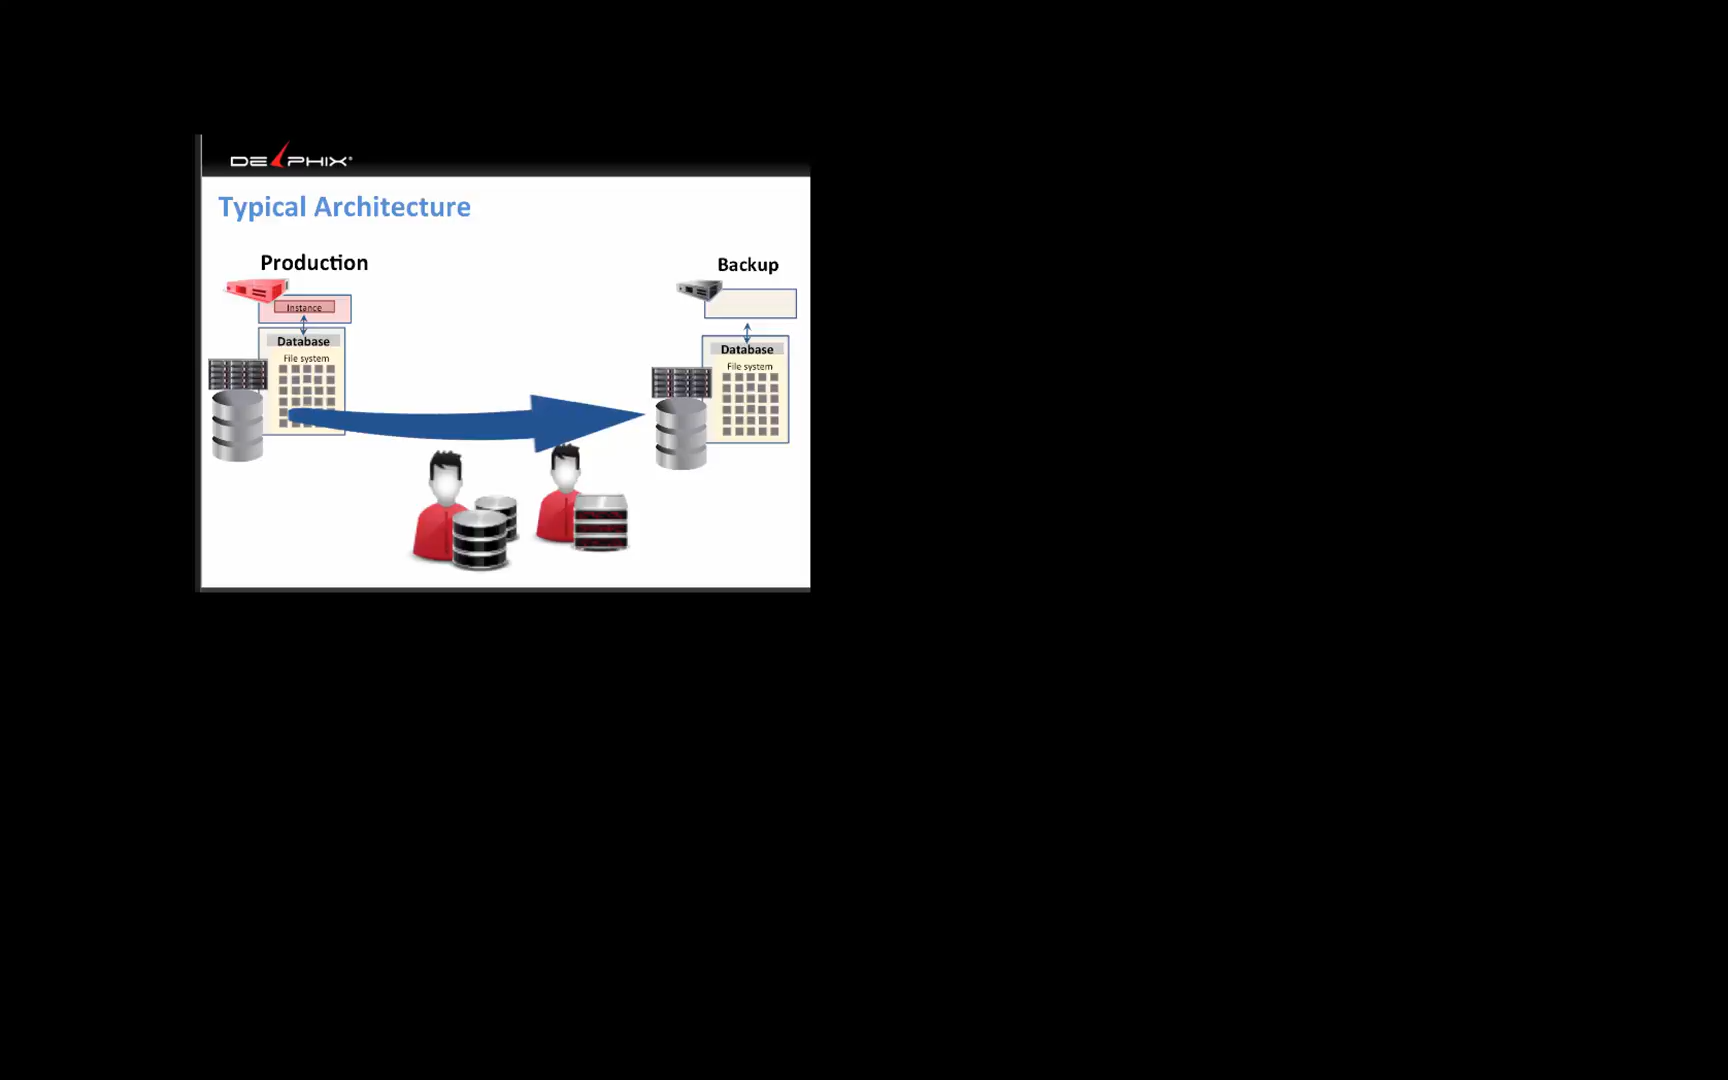 DELPHIX®
Typical Architecture
Production
Backup
Instance
Database
File system
Database
File system